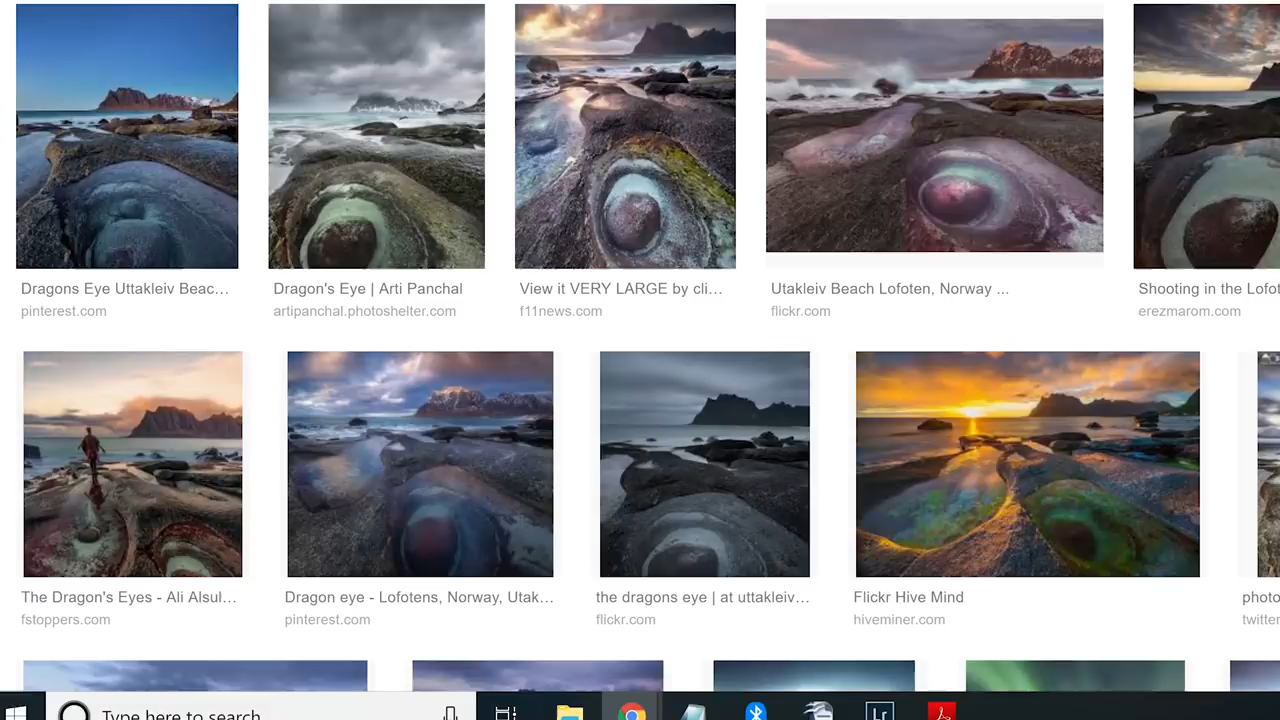 Dragons Eye Uttakleiv Beac...
pinterest.com
Dragon's Eye | Arti Panchal
artipanchal.photoshelter.com
View it VERY LARGE by cli...
f11news.com
Utakleiv Beach Lofoten, Norway ...
flickr.com
Shooting in the Lofot
erezmarom.com
The Dragon's Eyes - Ali Alsul...
fstoppers.com
Dragon eye - Lofotens, Norway, Utak...
pinterest.com
the dragons eye | at uttakleiv...
flickr.com
Flickr Hive Mind
hiveminer.com
photo
twitter
Type here to search
Lr